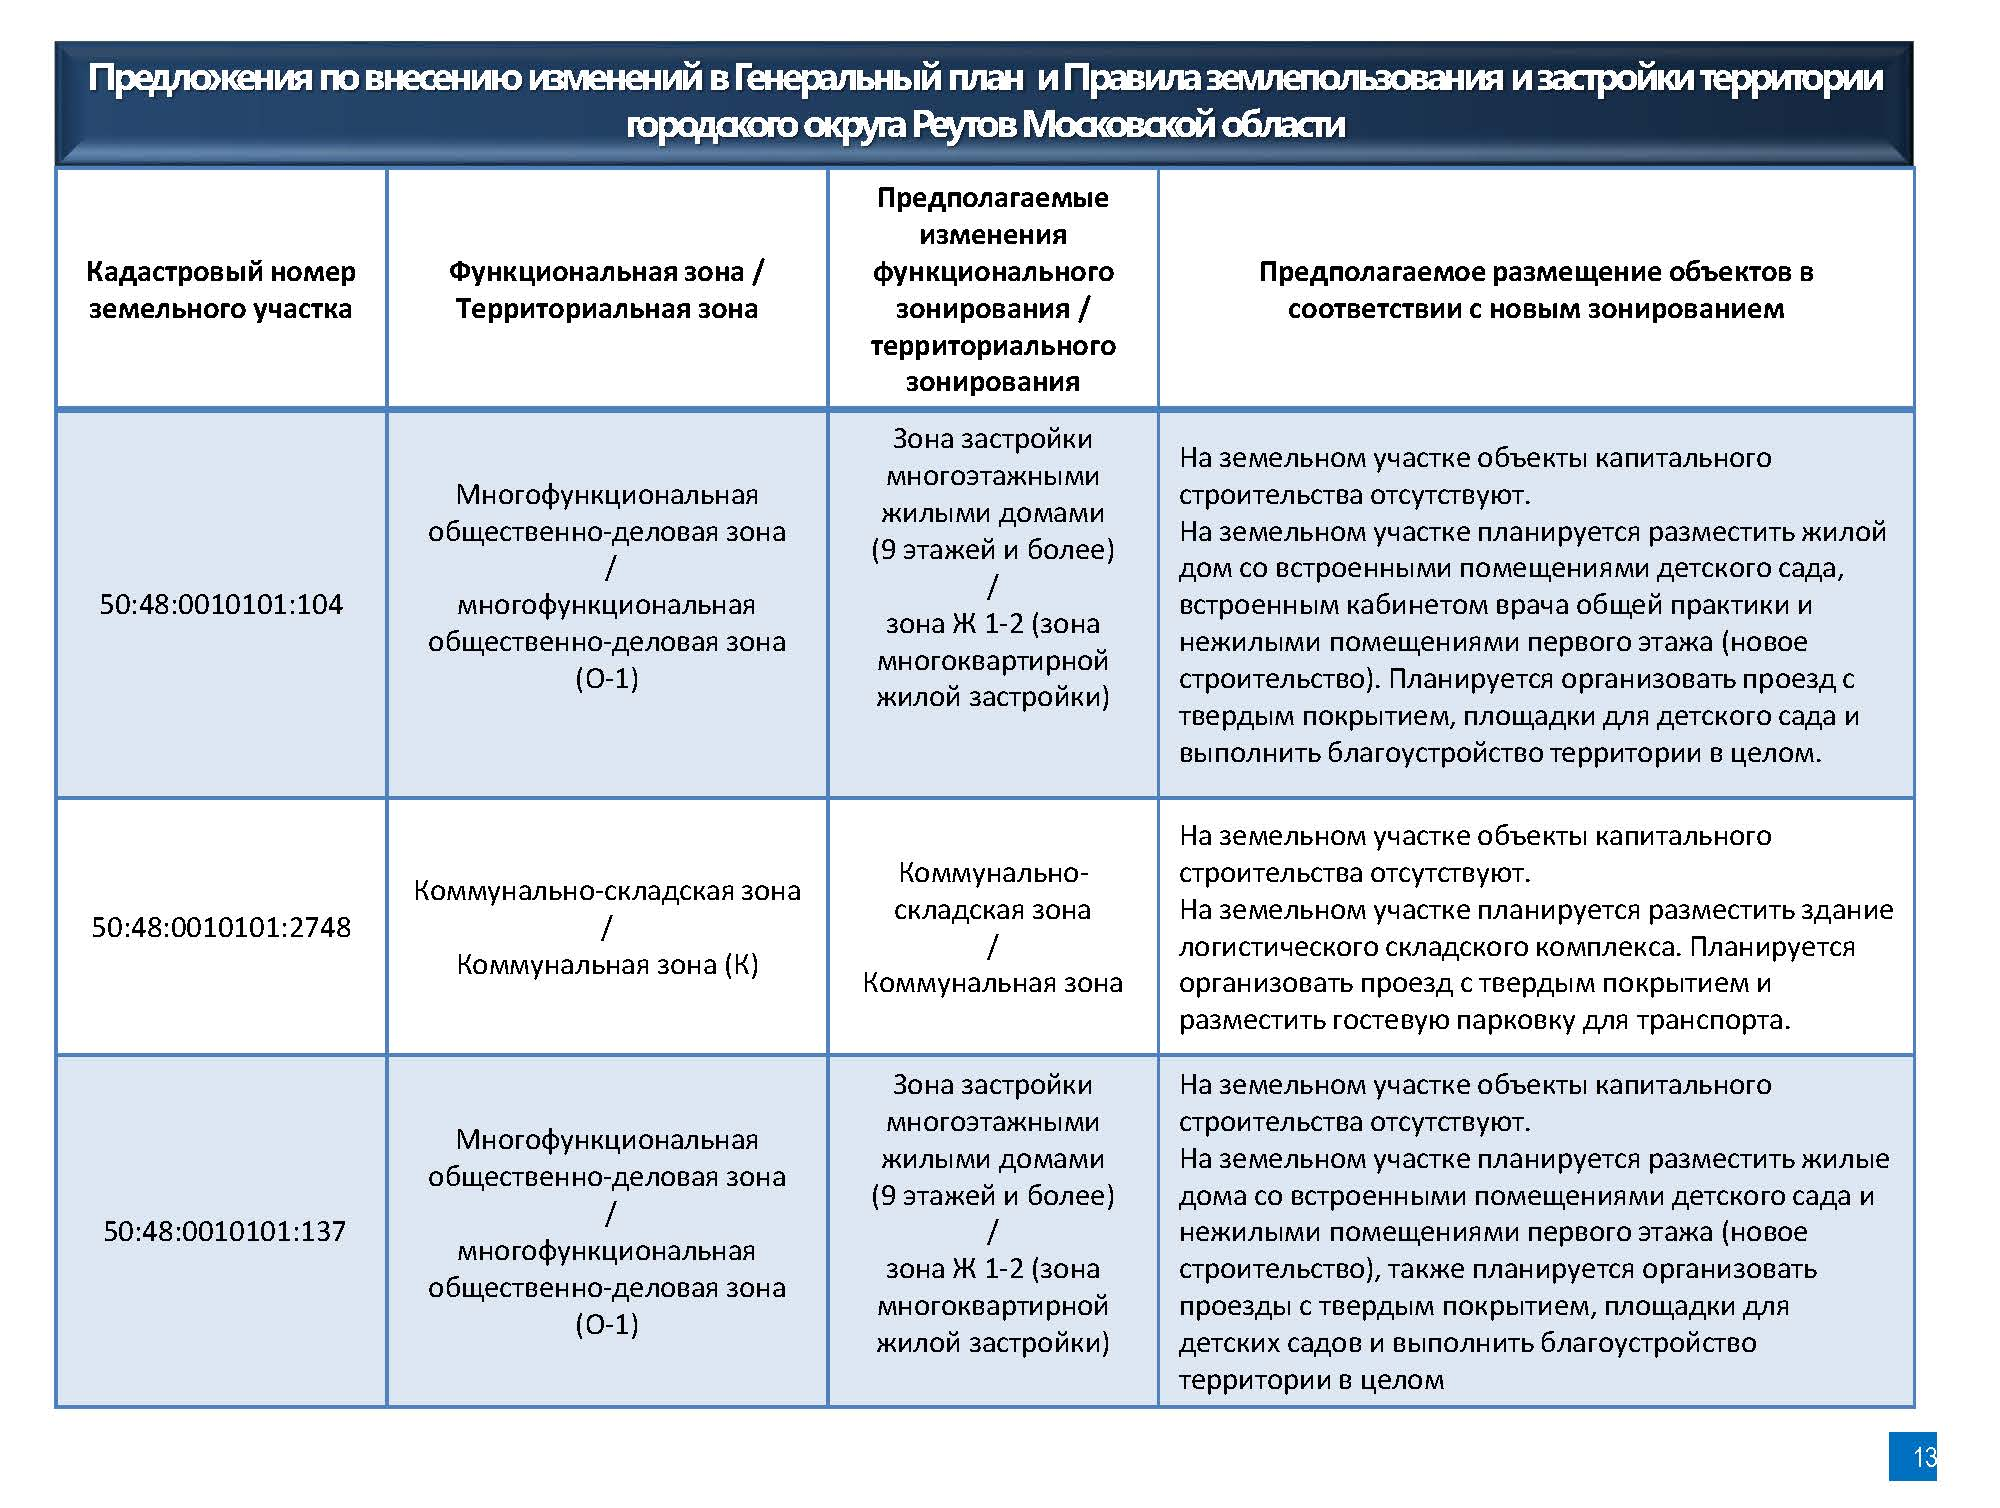 Предложения по внесению изменений в Генеральный план и Правила землепользования и застройки территории
городского округа Реутов Московской области
Кадастровый номер
земельного участка
Функциональная зона /
Территориальная зона
Предполагаемые
изменения
функционального
зонирования /
территориального
зонирования
Предполагаемое размещение объектов в
соответствии с новым зонированием
50:48:0010101:104
Многофункциональная
общественно-деловая зона
/
многофункциональная
общественно-деловая зона
(О-1)
Зона застройки
многоэтажными
жилыми домами
(9 этажей и более)
/
зона Ж 1-2 (зона
многоквартирной
жилой застройки)
На земельном участке объекты капитального
строительства отсутствуют.
На земельном участке планируется разместить жилой
дом со встроенными помещениями детского сада,
встроенным кабинетом врача общей практики и
нежилыми помещениями первого этажа (новое
строительство). Планируется организовать проезд с
твердым покрытием, площадки для детского сада и
выполнить благоустройство территории в целом.
50:48:0010101:2748
Коммунально-складская зона
/
Коммунальная зона (К)
Коммунально-
складская зона
/
Коммунальная зона
На земельном участке объекты капитального
строительства отсутствуют.
На земельном участке планируется разместить здание
логистического складского комплекса. Планируется
организовать проезд с твердым покрытием и
разместить гостевую парковку для транспорта.
50:48:0010101:137
Многофункциональная
общественно-деловая зона
/
многофункциональная
общественно-деловая зона
(О-1)
Зона застройки
многоэтажными
жилыми домами
(9 этажей и более)
/
зона Ж 1-2 (зона
многоквартирной
жилой застройки)
На земельном участке объекты капитального
строительства отсутствуют.
На земельном участке планируется разместить жилые
дома со встроенными помещениями детского сада и
нежилыми помещениями первого этажа (новое
строительство), также планируется организовать
проезды с твердым покрытием, площадки для
детских садов и выполнить благоустройство
территории в целом
13